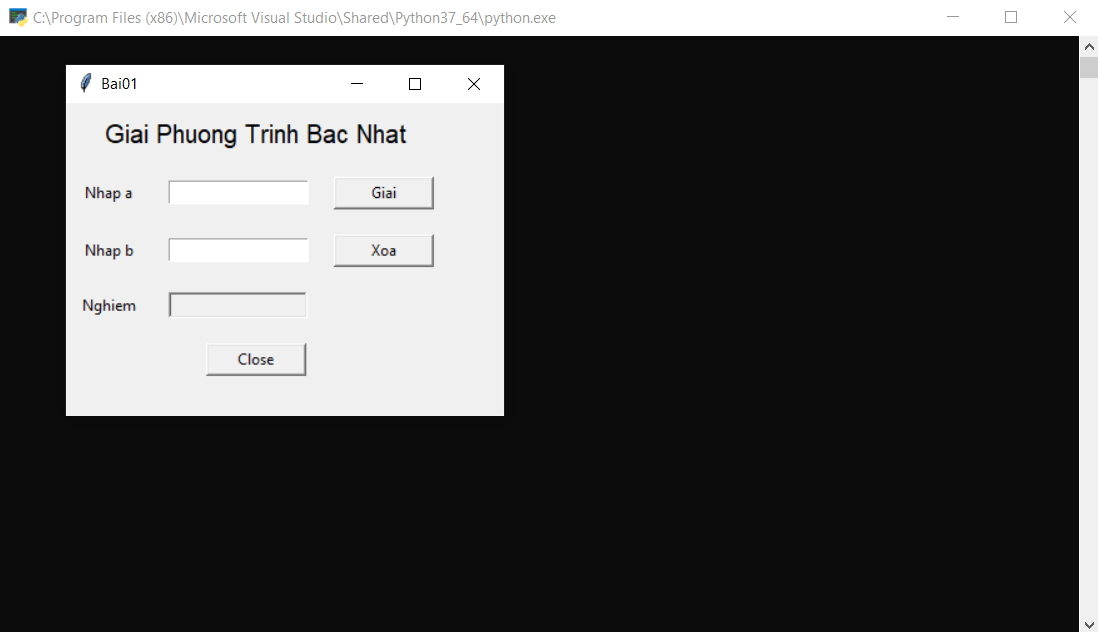 C:\Program Files (x86)\Microsoft Visual Studio\Shared\Python37_64\python.exe
Bai01
Giai Phuong Trinh Bac Nhat
Nhap a
Giai
Nhap b
Xoa
Nghiem
Close